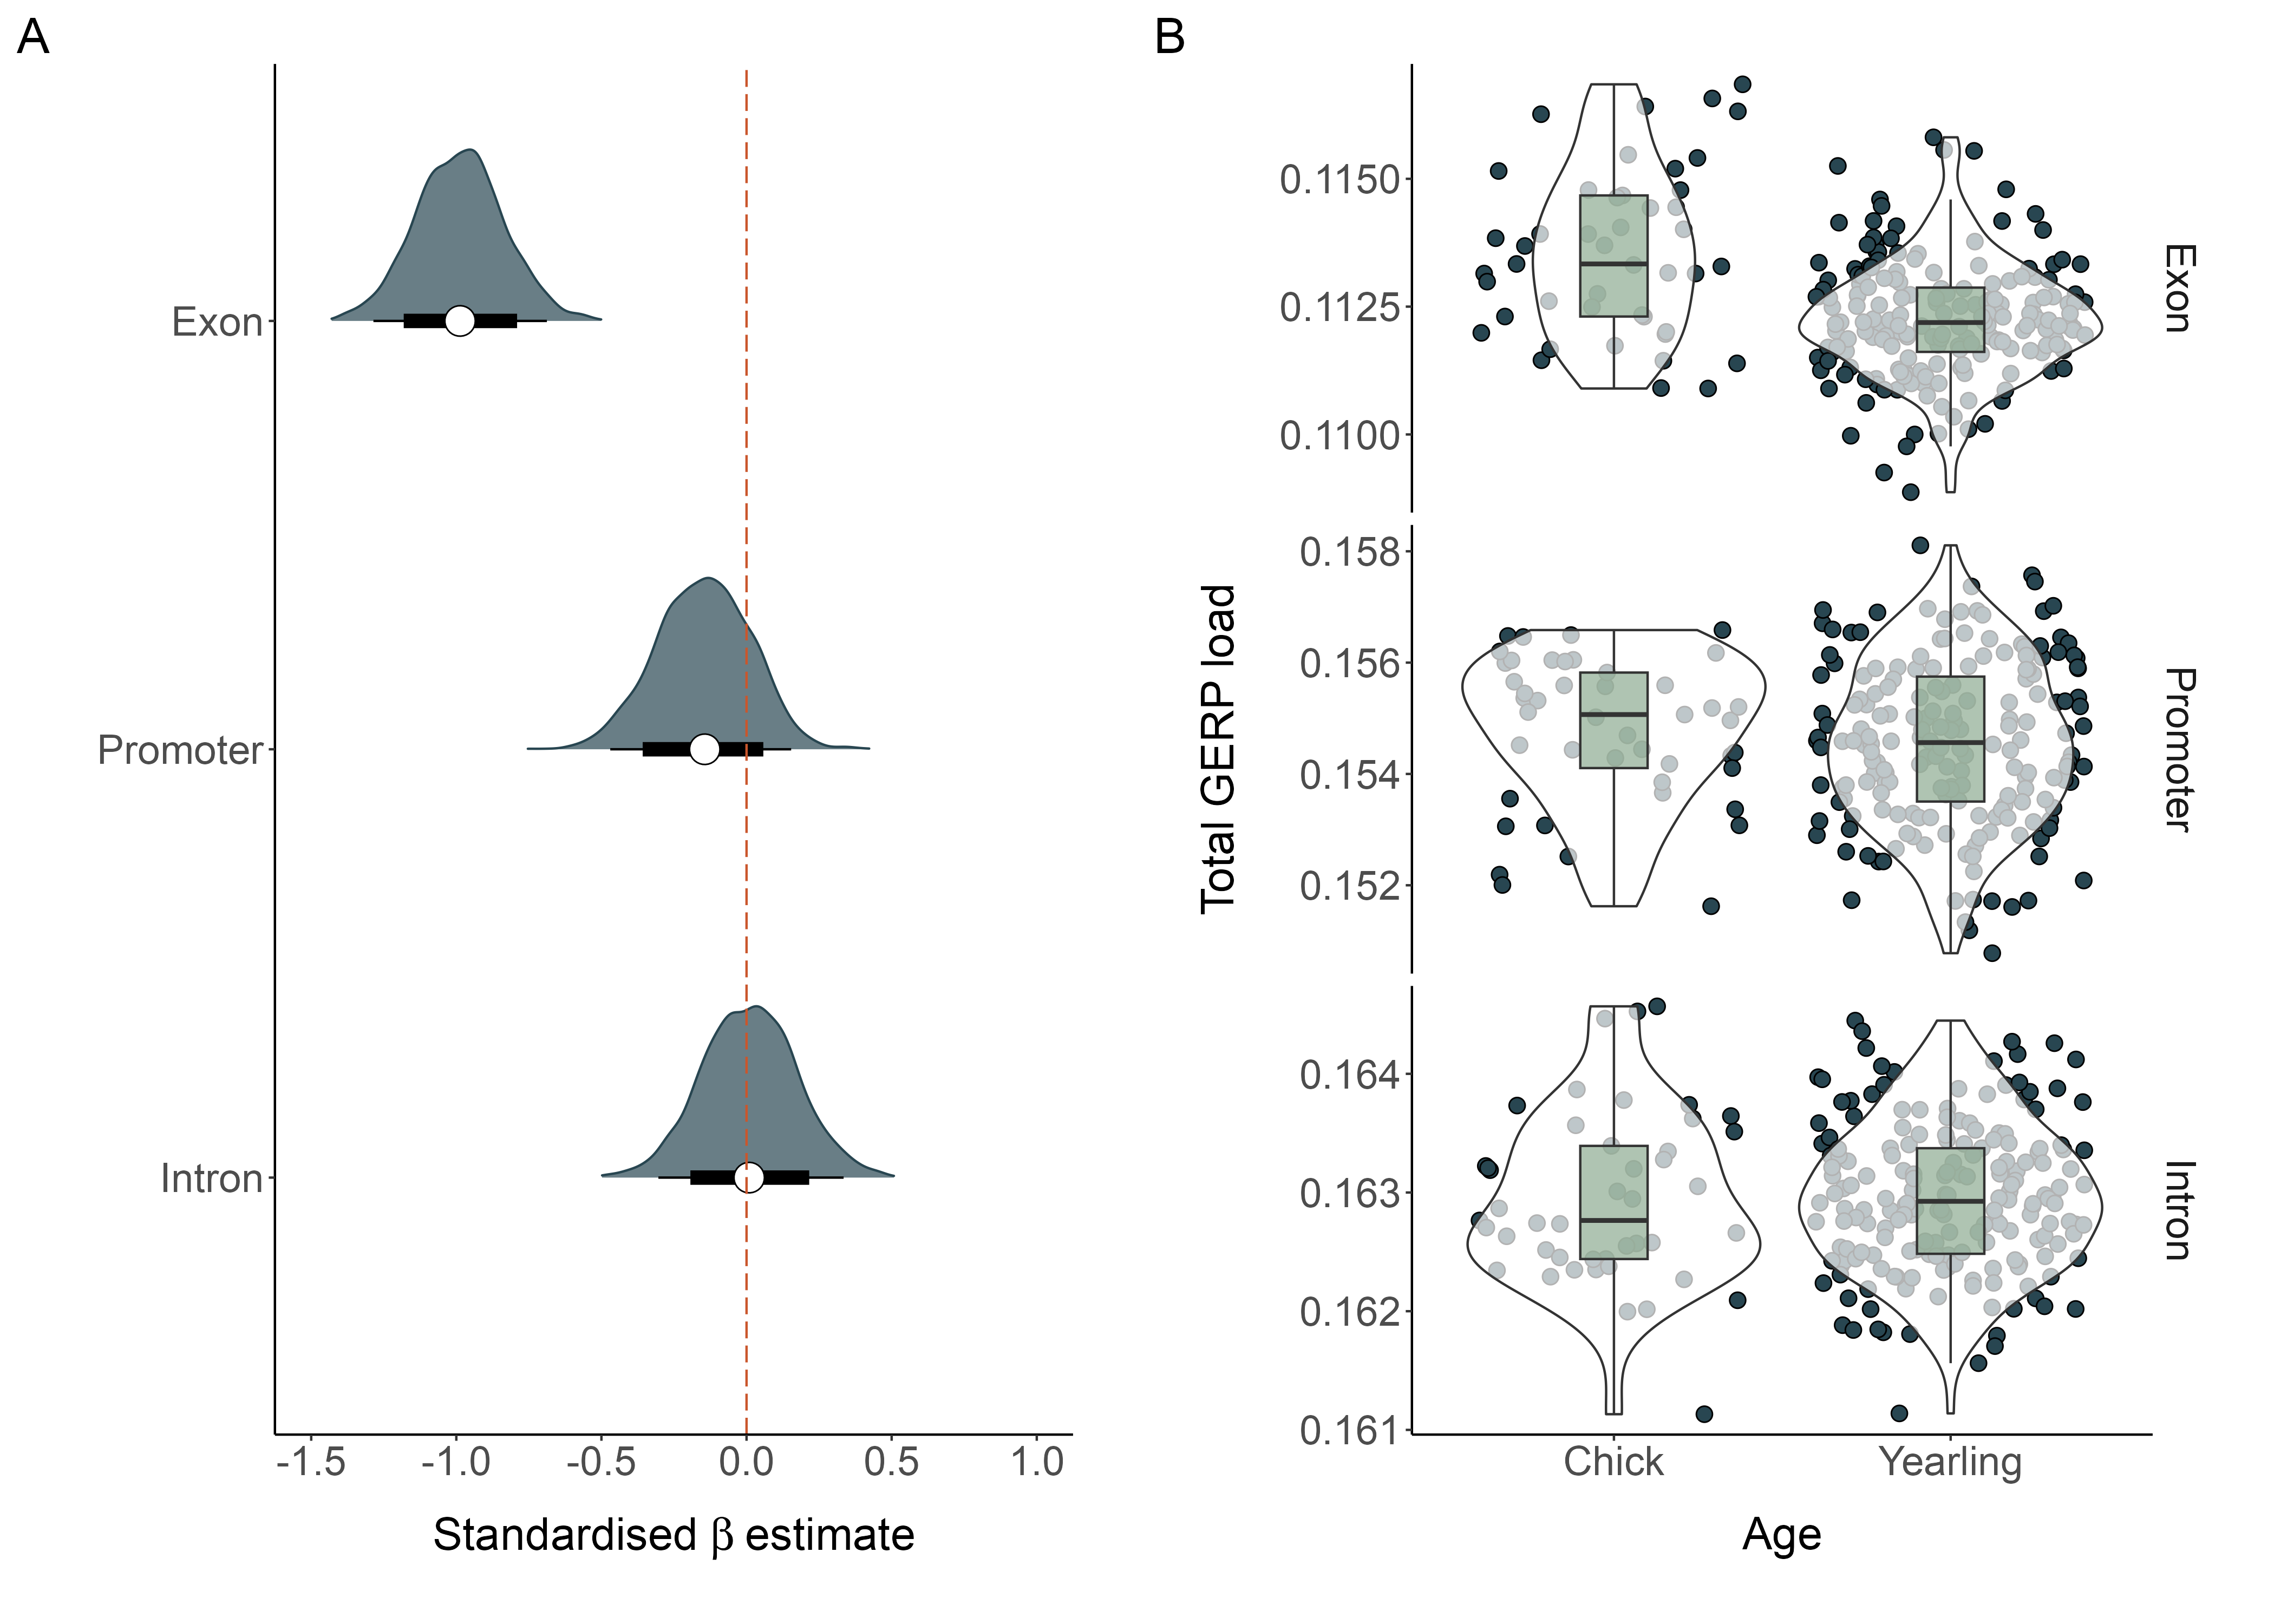 A
Exon
Promoter
Intron
-1.5 -1.0 -0.5 0.0 0.5 1.0
Standardised β estimate
B
Total GERP load
0.1150
0.1125
0.1100
Exon
0.158
0.156
0.154
0.152
Promoter
0.164
0.163
0.162
0.161
Intron
Chick Yearling
Age